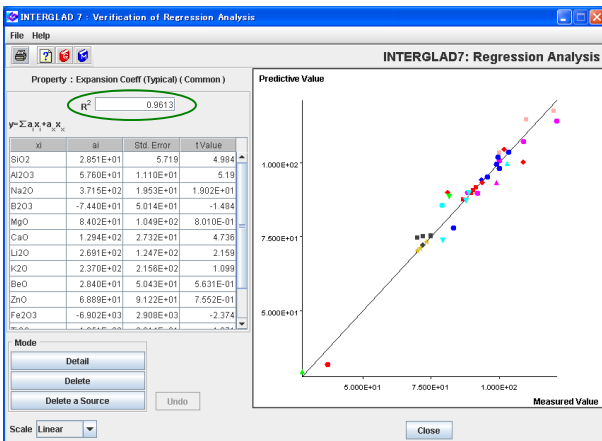 INTERGLAD 7 : Verification of Regression Analysis
File Help
INTERGLAD7: Regression Analysis
Property : Expansion Coeff (Typical) ( Common )
R2 0.9613
y=Σaixi+axxx
xi ai Std. Error t Value
SiO2 2.851E+01 5.719 4.984
Al2O3 5.760E+01 1.110E+01 5.19
Na2O 3.715E+02 1.953E+01 1.902E+01
B2O3 -7.440E+01 5.014E+01 -1.484
MgO 8.402E+01 1.049E+02 8.010E-01
CaO 1.294E+02 2.732E+01 4.736
Li2O 2.691E+02 1.247E+02 2.159
K2O 2.370E+02 2.156E+02 1.099
BeO 2.840E+01 5.043E+01 5.631E-01
ZnO 6.889E+01 9.122E+01 7.552E-01
Fe2O3 -6.902E+03 2.908E+03 -2.374
Mode
Detail
Delete
Delete a Source Undo
Scale Linear
Predictive Value
1.000E+02
7.500E+01
5.000E+01
5.000E+01 7.500E+01 1.000E+02
Measured Value
Close